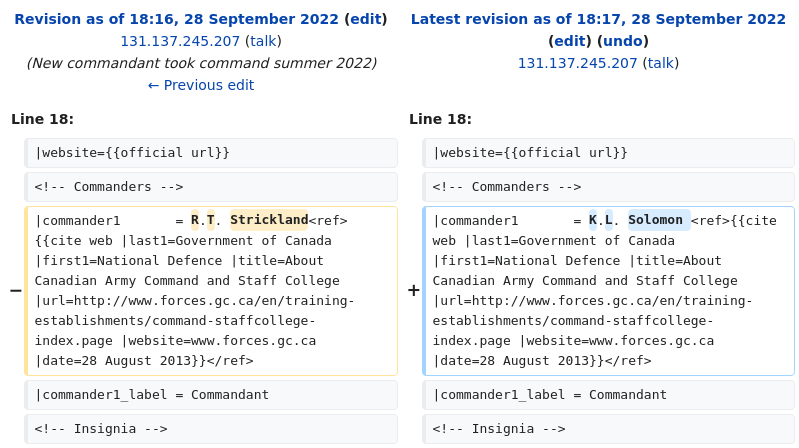 Revision as of 18:16, 28 September 2022 (edit)
131.137.245.207 (talk)
(New commandant took command summer 2022)
← Previous edit
Line 18:
|website={{official url}}
<!-- Commanders -->
− |commander1       = R.T. Strickland<ref>
{{cite web |last1=Government of Canada
|first1=National Defence |title=About
Canadian Army Command and Staff College
|url=http://www.forces.gc.ca/en/training-
establishments/command-staffcollege-
index.page |website=www.forces.gc.ca
|date=28 August 2013}}</ref>
|commander1_label = Commandant
<!-- Insignia -->
Latest revision as of 18:17, 28 September 2022
(edit) (undo)
131.137.245.207 (talk)
Line 18:
|website={{official url}}
<!-- Commanders -->
+ |commander1       = K.L. Solomon <ref>{{cite
web |last1=Government of Canada
|first1=National Defence |title=About
Canadian Army Command and Staff College
|url=http://www.forces.gc.ca/en/training-
establishments/command-staffcollege-
index.page |website=www.forces.gc.ca
|date=28 August 2013}}</ref>
|commander1_label = Commandant
<!-- Insignia -->